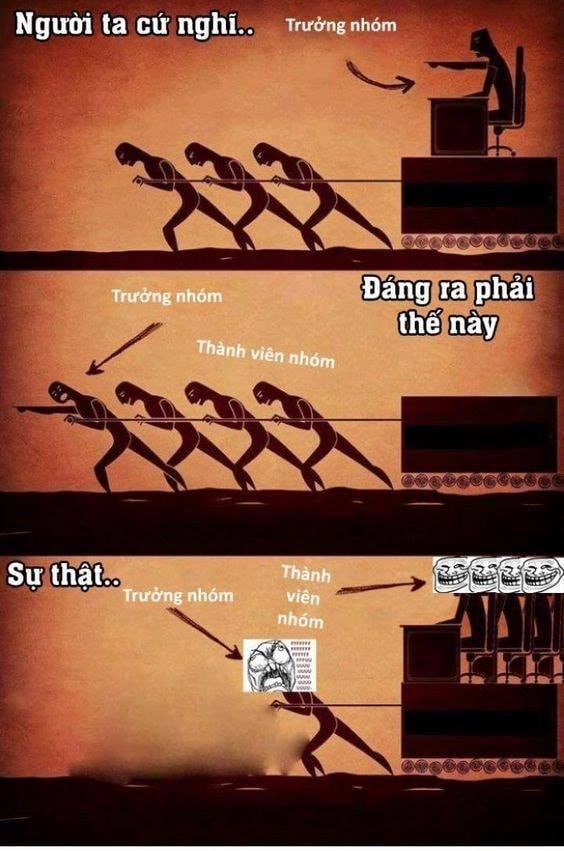 Người ta cứ nghĩ..
Trưởng nhóm
Trưởng nhóm
Đáng ra phải
thế này
Thành viên nhóm
Sự thật..
Trưởng nhóm
Thành
viên
nhóm